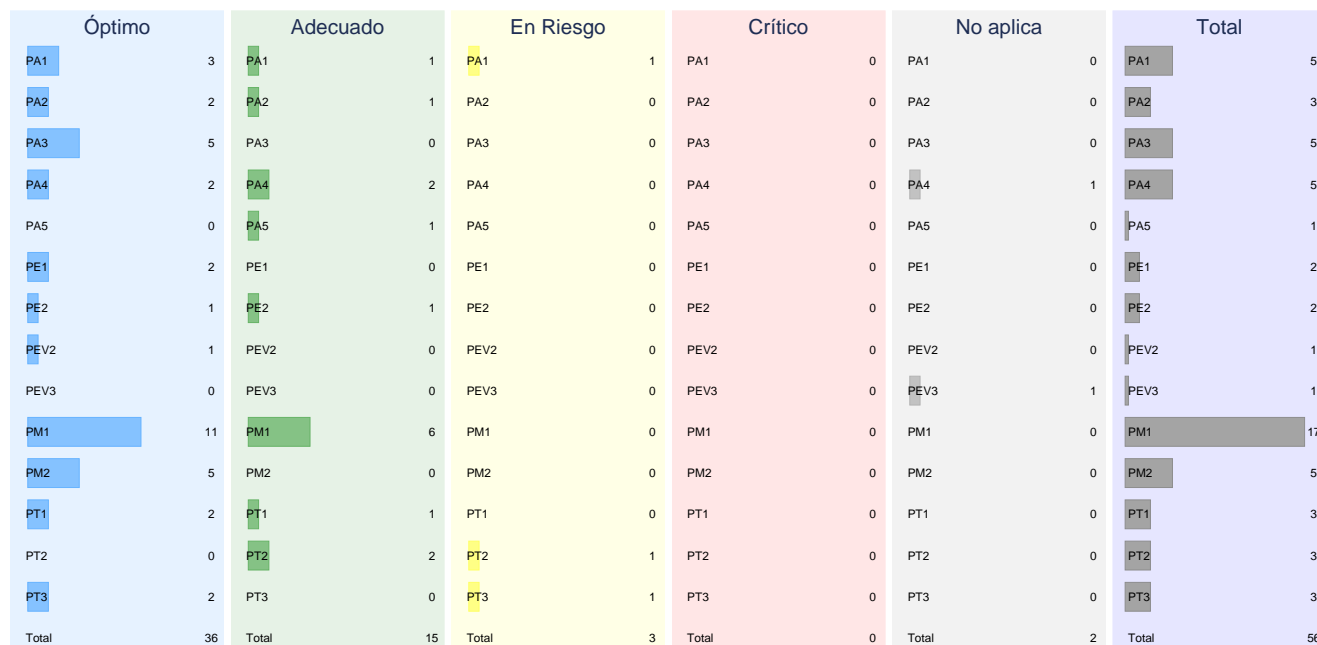 Óptimo Adecuado En Riesgo Crítico No aplica Total
PA1 3 PA1 1 PA1 1 PA1 0 PA1 0 PA1 5
PA2 2 PA2 1 PA2 0 PA2 0 PA2 0 PA2 3
PA3 5 PA3 0 PA3 0 PA3 0 PA3 0 PA3 5
PA4 2 PA4 2 PA4 0 PA4 0 PA4 1 PA4 5
PA5 0 PA5 1 PA5 0 PA5 0 PA5 0 PA5 1
PE1 2 PE1 0 PE1 0 PE1 0 PE1 0 PE1 2
PE2 1 PE2 1 PE2 0 PE2 0 PE2 0 PE2 2
PEV2 1 PEV2 0 PEV2 0 PEV2 0 PEV2 0 PEV2 1
PEV3 0 PEV3 0 PEV3 0 PEV3 0 PEV3 1 PEV3 1
PM1 11 PM1 6 PM1 0 PM1 0 PM1 0 PM1 17
PM2 5 PM2 0 PM2 0 PM2 0 PM2 0 PM2 5
PT1 2 PT1 1 PT1 0 PT1 0 PT1 0 PT1 3
PT2 0 PT2 2 PT2 1 PT2 0 PT2 0 PT2 3
PT3 2 PT3 0 PT3 1 PT3 0 PT3 0 PT3 3
Total 36 Total 15 Total 3 Total 0 Total 2 Total 56